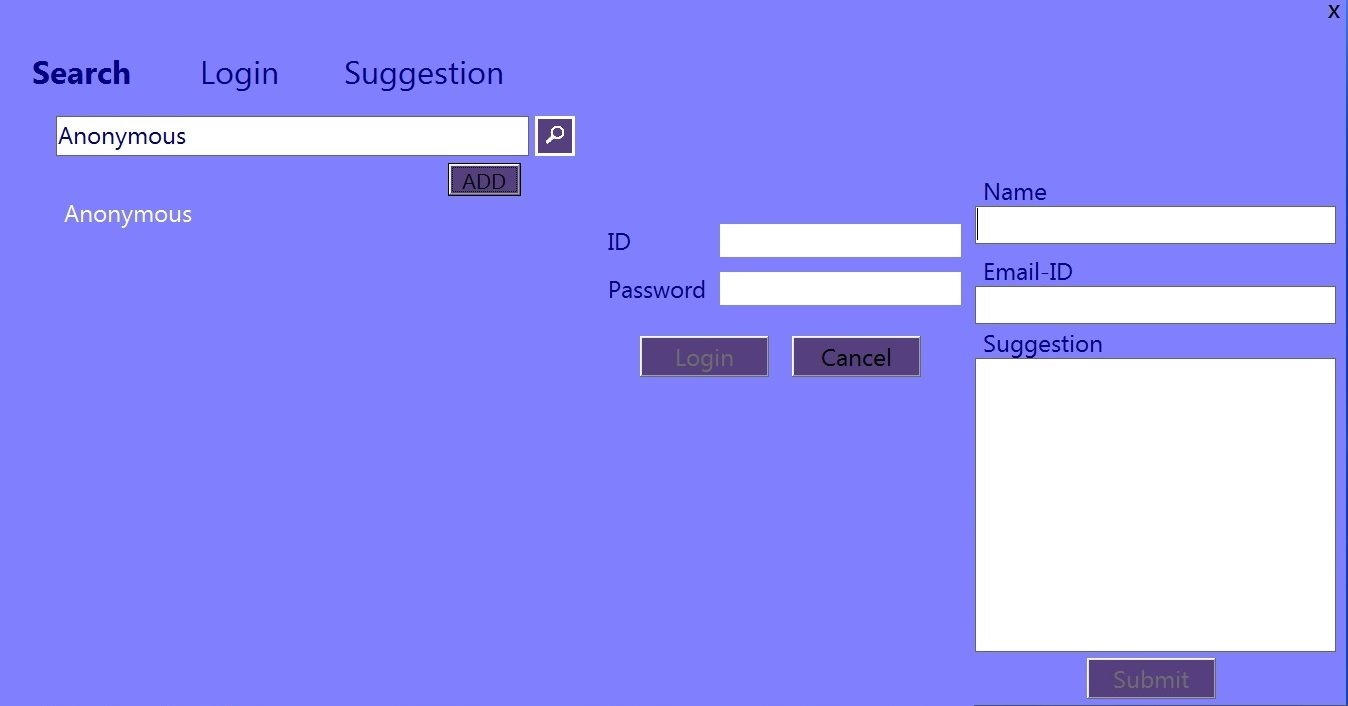 X
Search Login Suggestion
Anonymous
ADD
Anonymous
ID
Password
Login Cancel
Name
Email-ID
Suggestion
Submit